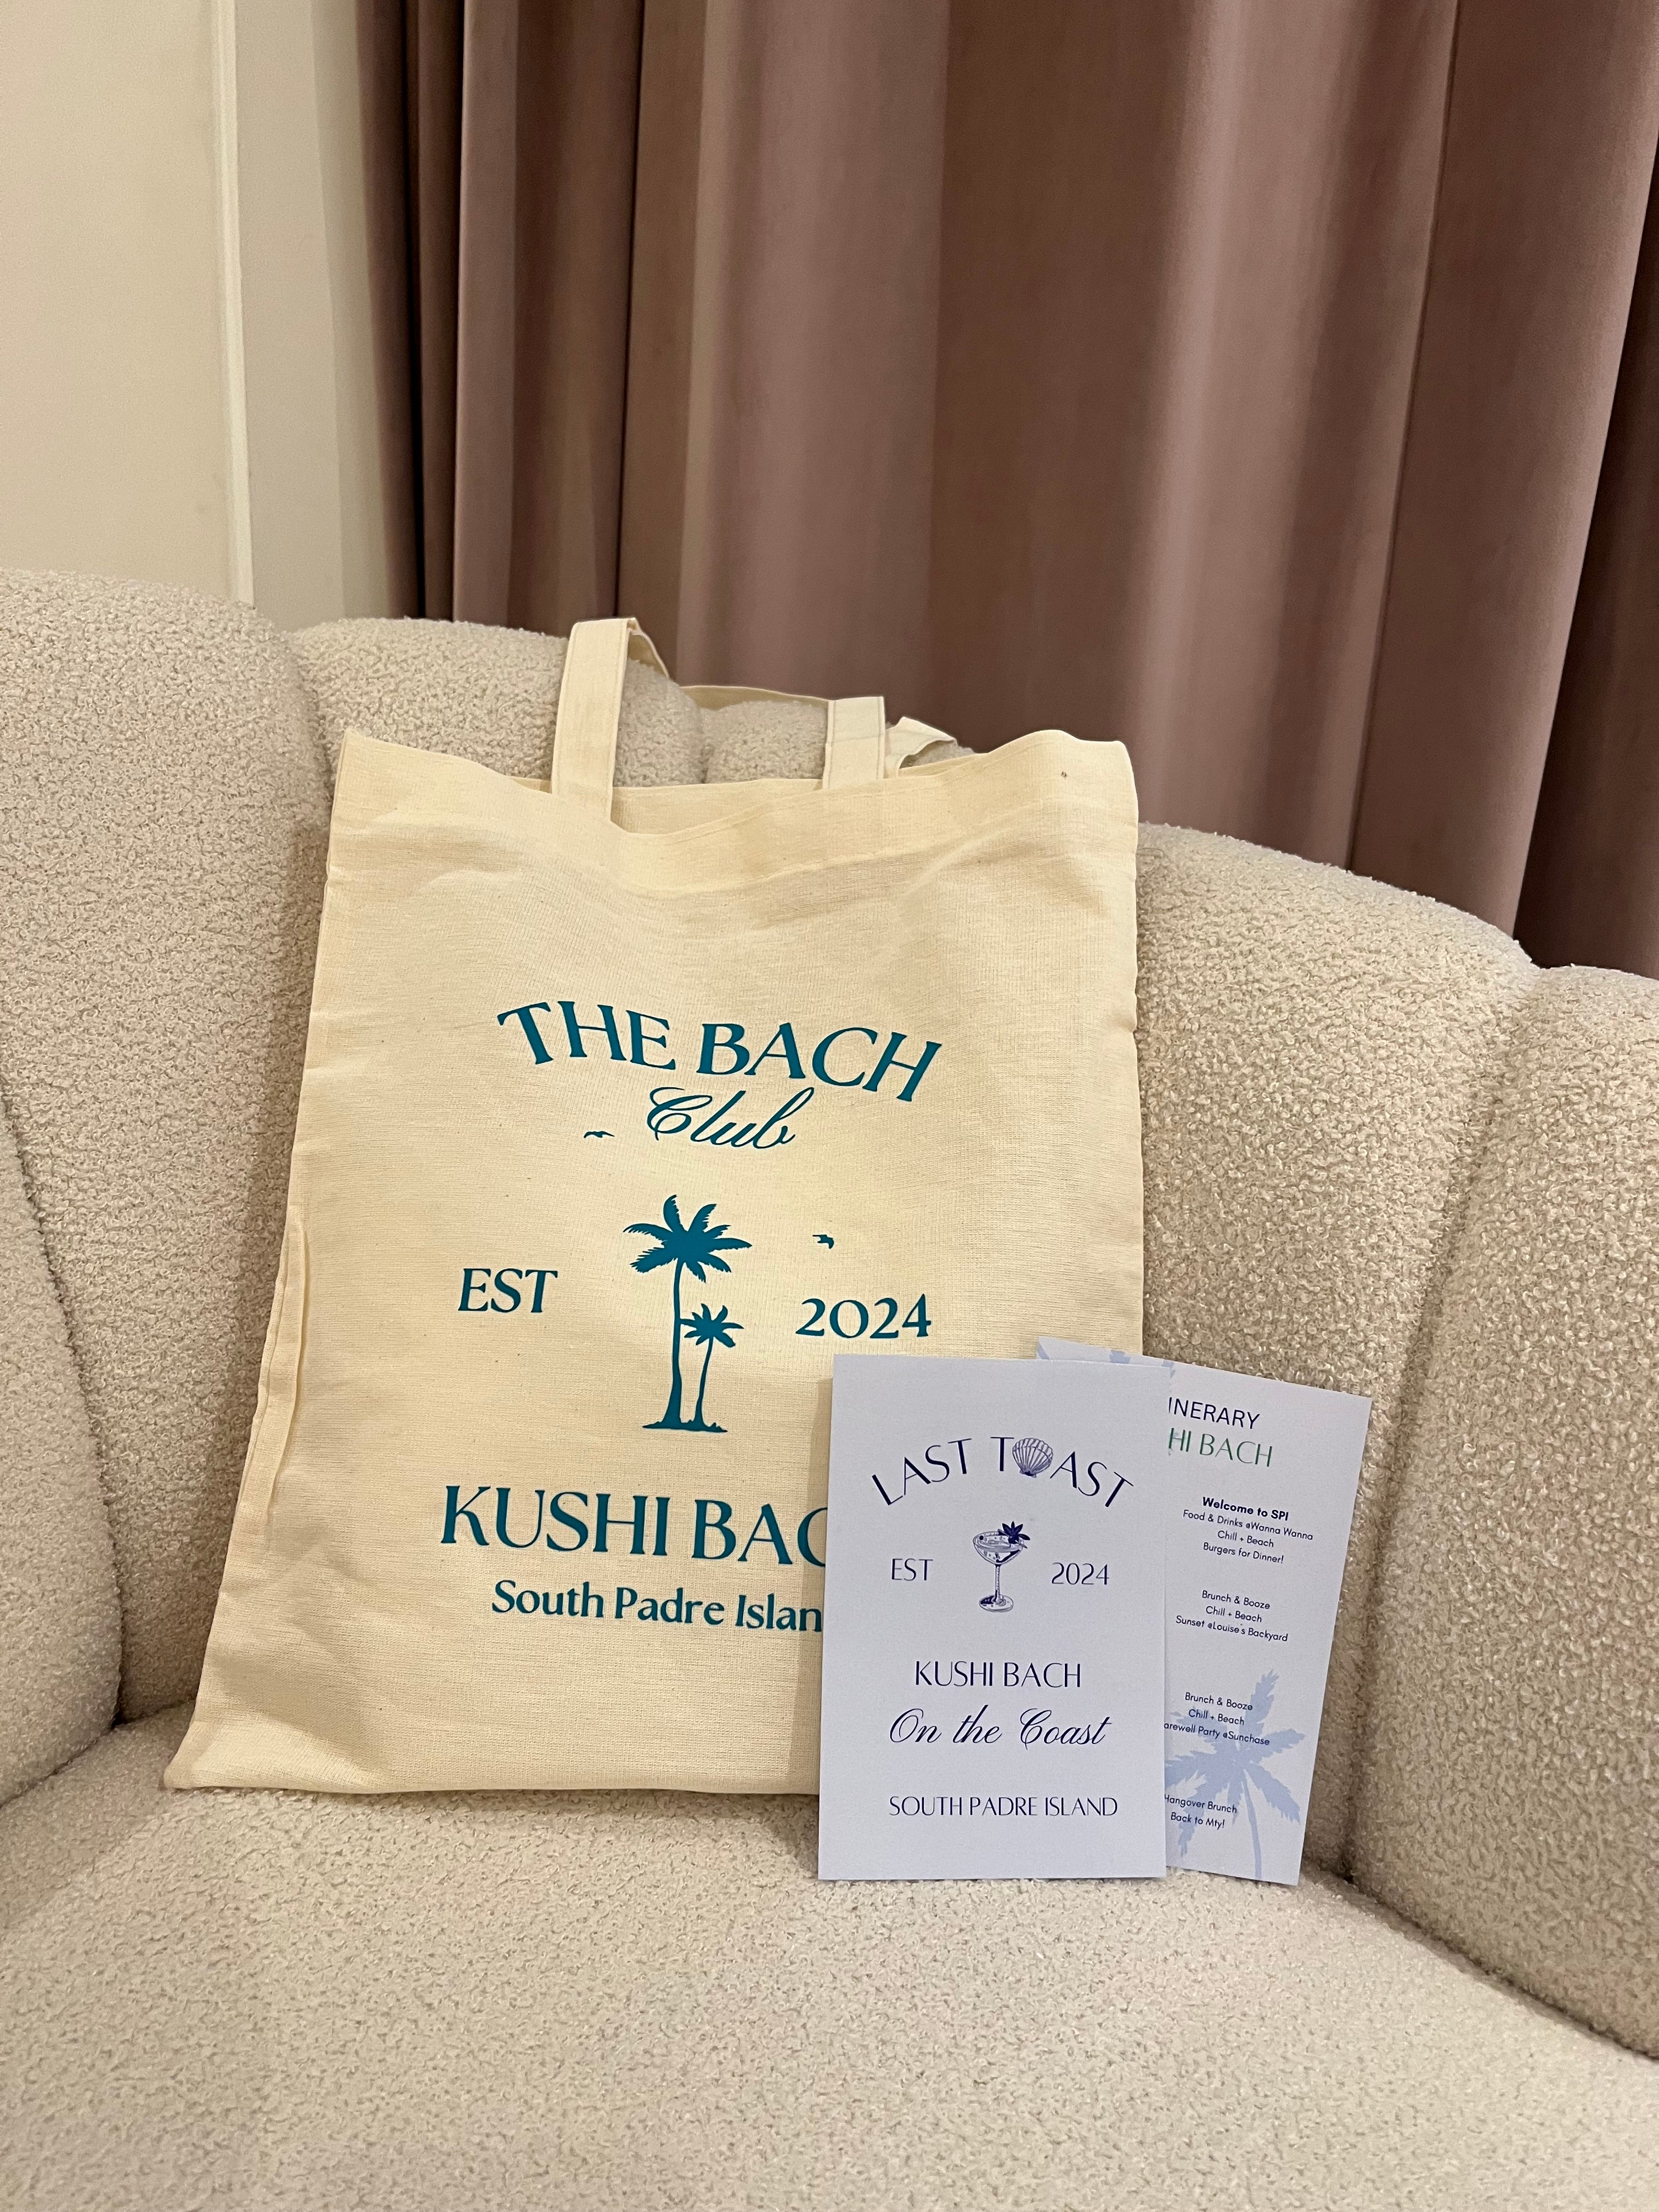 THE BACH
Club
EST 2024
KUSHI BAC
South Padre Islan
LAST TOAST
EST 2024
KUSHI BACH
On the Coast
SOUTH PADRE ISLAND
INERARY
HI BACH
Welcome to SPI
Food & Drinks @Wanna Wanna
Chill + Beach
Burgers for Dinner!
Brunch & Booze
Chill + Beach
Sunset @Louise's Backyard
Brunch & Booze
Chill + Beach
arewell Party @Sunchase
Hangover Brunch
Back to Mty!